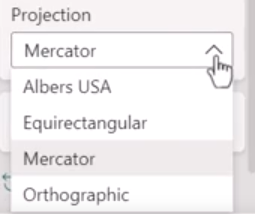 Projection
Mercator
Albers USA
Equirectangular
Mercator
Orthographic